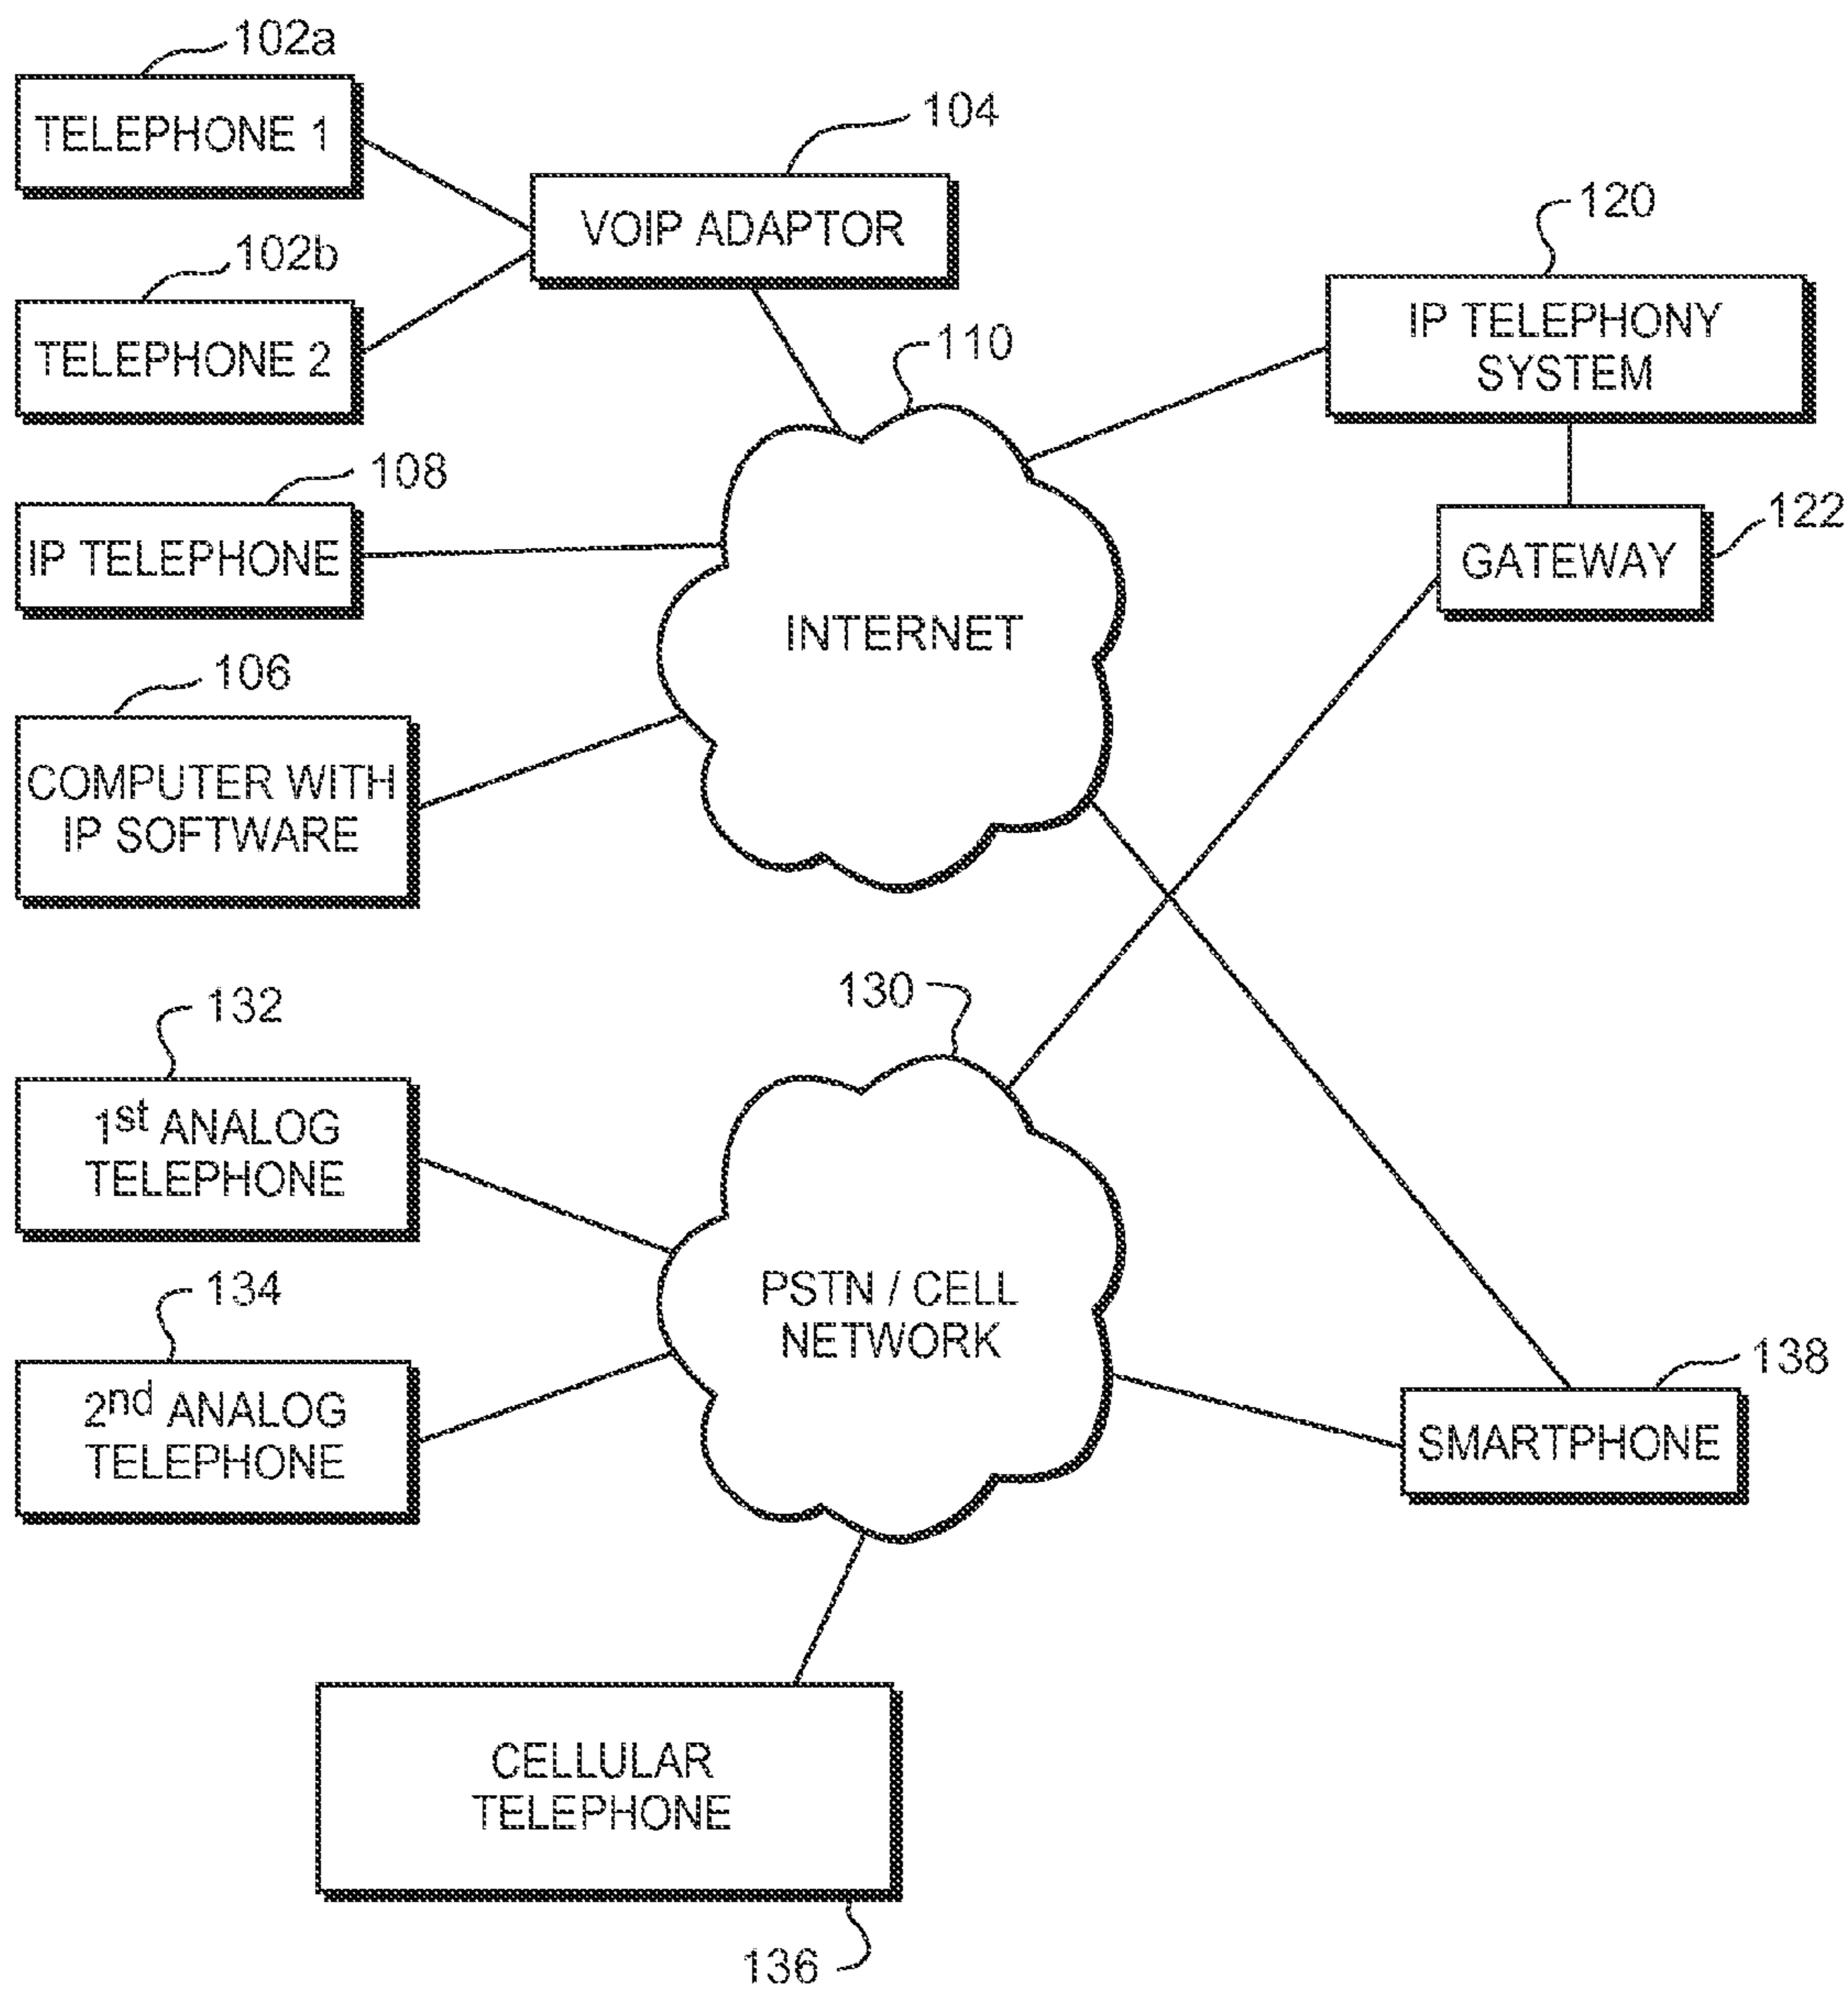 102a
TELEPHONE 1
104
VOIP ADAPTOR
102b
TELEPHONE 2
120
IP TELEPHONY
SYSTEM
110
108
IP TELEPHONE
122
GATEWAY
INTERNET
106
COMPUTER WITH
IP SOFTWARE
130
132
1st ANALOG
TELEPHONE
134
2nd ANALOG
TELEPHONE
PSTN / CELL
NETWORK
138
SMARTPHONE
CELLULAR
TELEPHONE
136